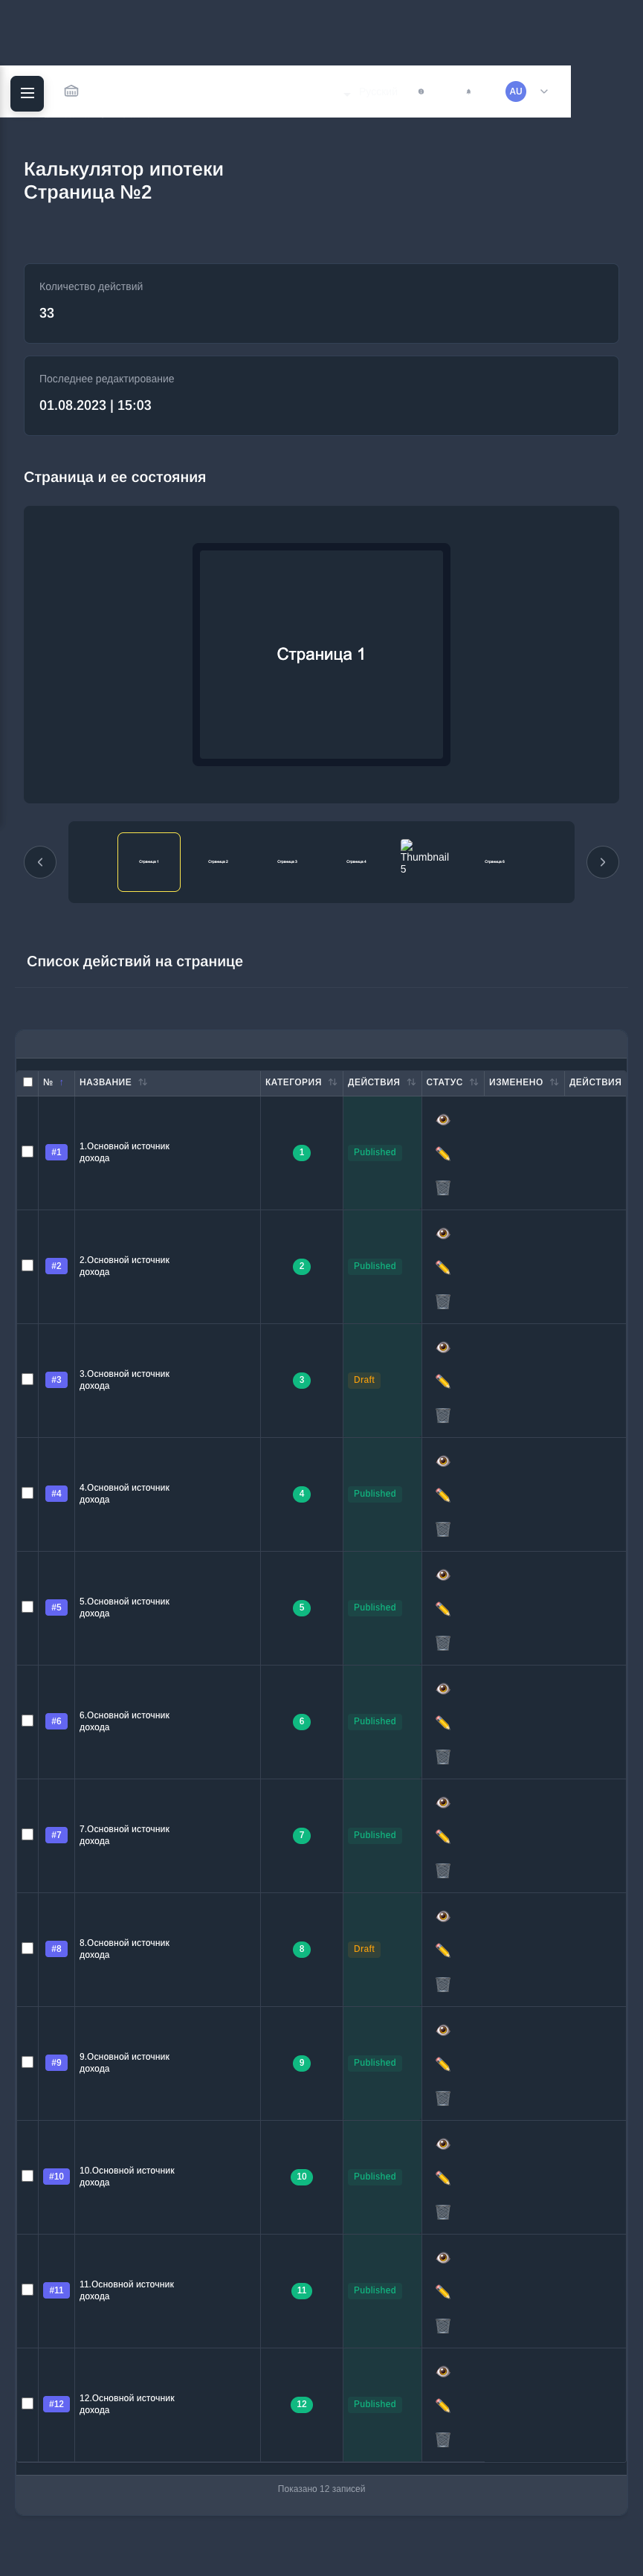 AU
Калькулятор ипотеки
Страница №2
Количество действий
33
Последнее редактирование
01.08.2023 | 15:03
Страница и ее состояния
Страница 1
Страница 1 Страница 2 Страница 3 Страница 4 Thumbnail 5 Страница 6
Список действий на странице
№ ↑ НАЗВАНИЕ КАТЕГОРИЯ ДЕЙСТВИЯ СТАТУС ИЗМЕНЕНО ДЕЙСТВИЯ
#1 1.Основной источник дохода 1 Published
#2 2.Основной источник дохода 2 Published
#3 3.Основной источник дохода 3 Draft
#4 4.Основной источник дохода 4 Published
#5 5.Основной источник дохода 5 Published
#6 6.Основной источник дохода 6 Published
#7 7.Основной источник дохода 7 Published
#8 8.Основной источник дохода 8 Draft
#9 9.Основной источник дохода 9 Published
#10 10.Основной источник дохода 10 Published
#11 11.Основной источник дохода 11 Published
#12 12.Основной источник дохода 12 Published
Показано 12 записей